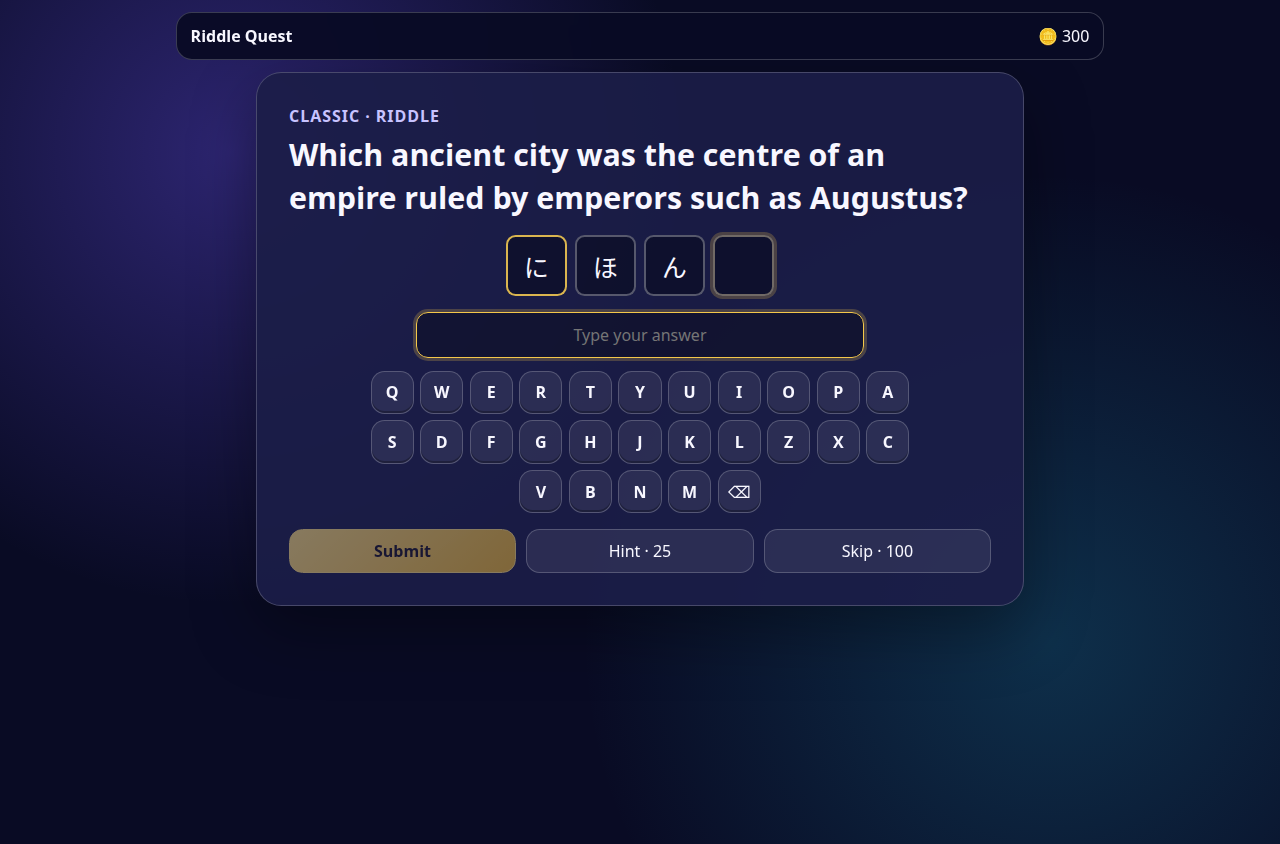 Riddle Quest
🪙 300
CLASSIC · RIDDLE
Which ancient city was the centre of an
empire ruled by emperors such as Augustus?
に ほ ん
Type your answer
Q W E R T Y U I O P A
S D F G H J K L Z X C
V B N M ⌫
Submit Hint · 25 Skip · 100